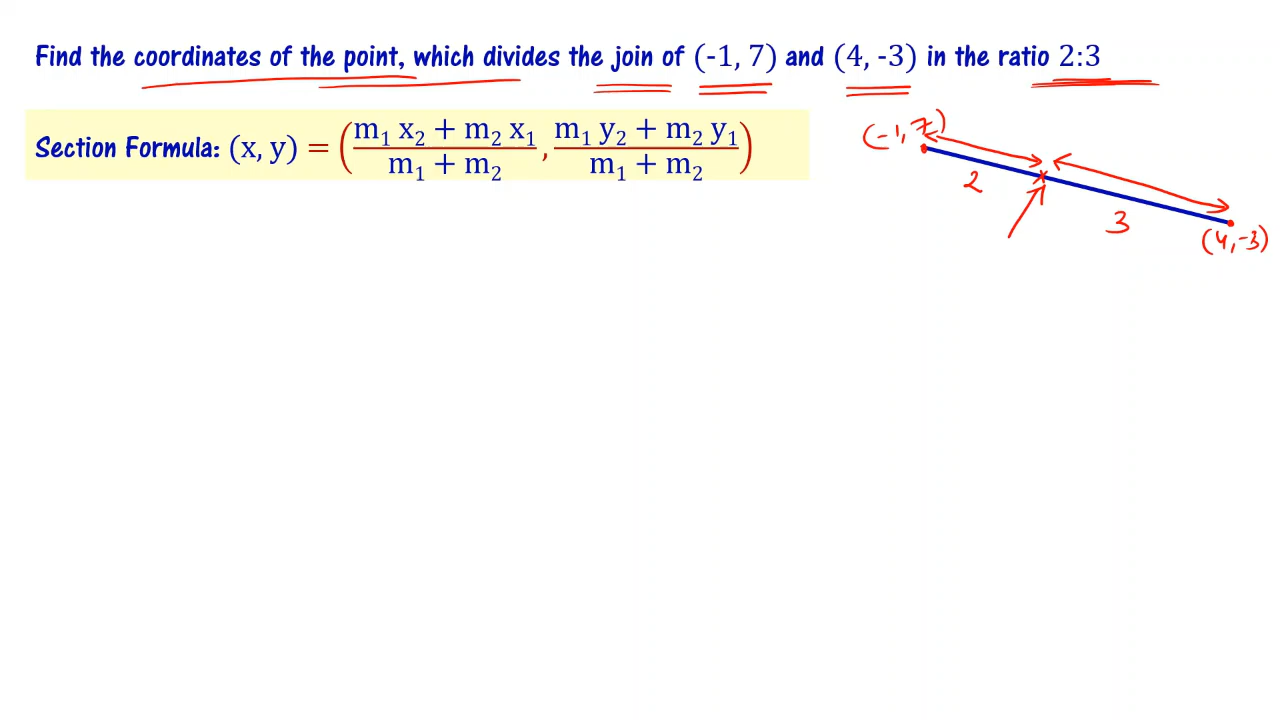 Find the coordinates of the point, which divides the join of (-1, 7) and (4, -3) in the ratio 2:3
Section Formula: (x, y) = ( (m₁ x₂ + m₂ x₁)/(m₁ + m₂) , (m₁ y₂ + m₂ y₁)/(m₁ + m₂) )
(-1, 7)
2
3
(4, -3)